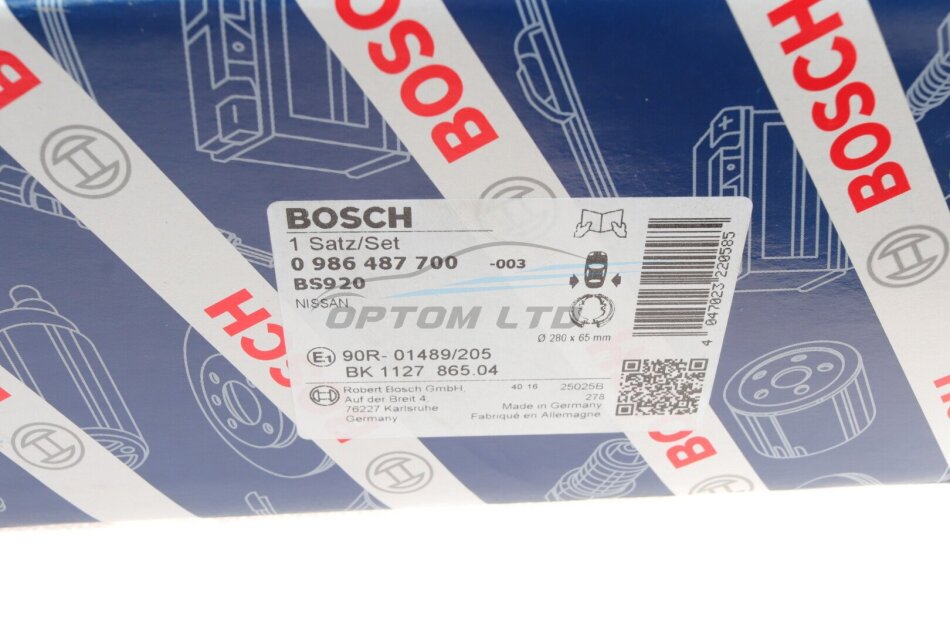 BOSCH
BOSCH
BOSCH
BOSCH
BOSCH
BOSCH
1 Satz/Set
0 986 487 700 -003
BS920
NISSAN
OPTOM LTD
Ø 280 x 65 mm
4 047023 220585
E1 90R- 01489/205
BK 1127 865.04
Robert Bosch GmbH, 40 16 25025B
Auf der Breit 4, 278
76227 Karlsruhe Made in Germany
Germany Fabriqué en Allemagne